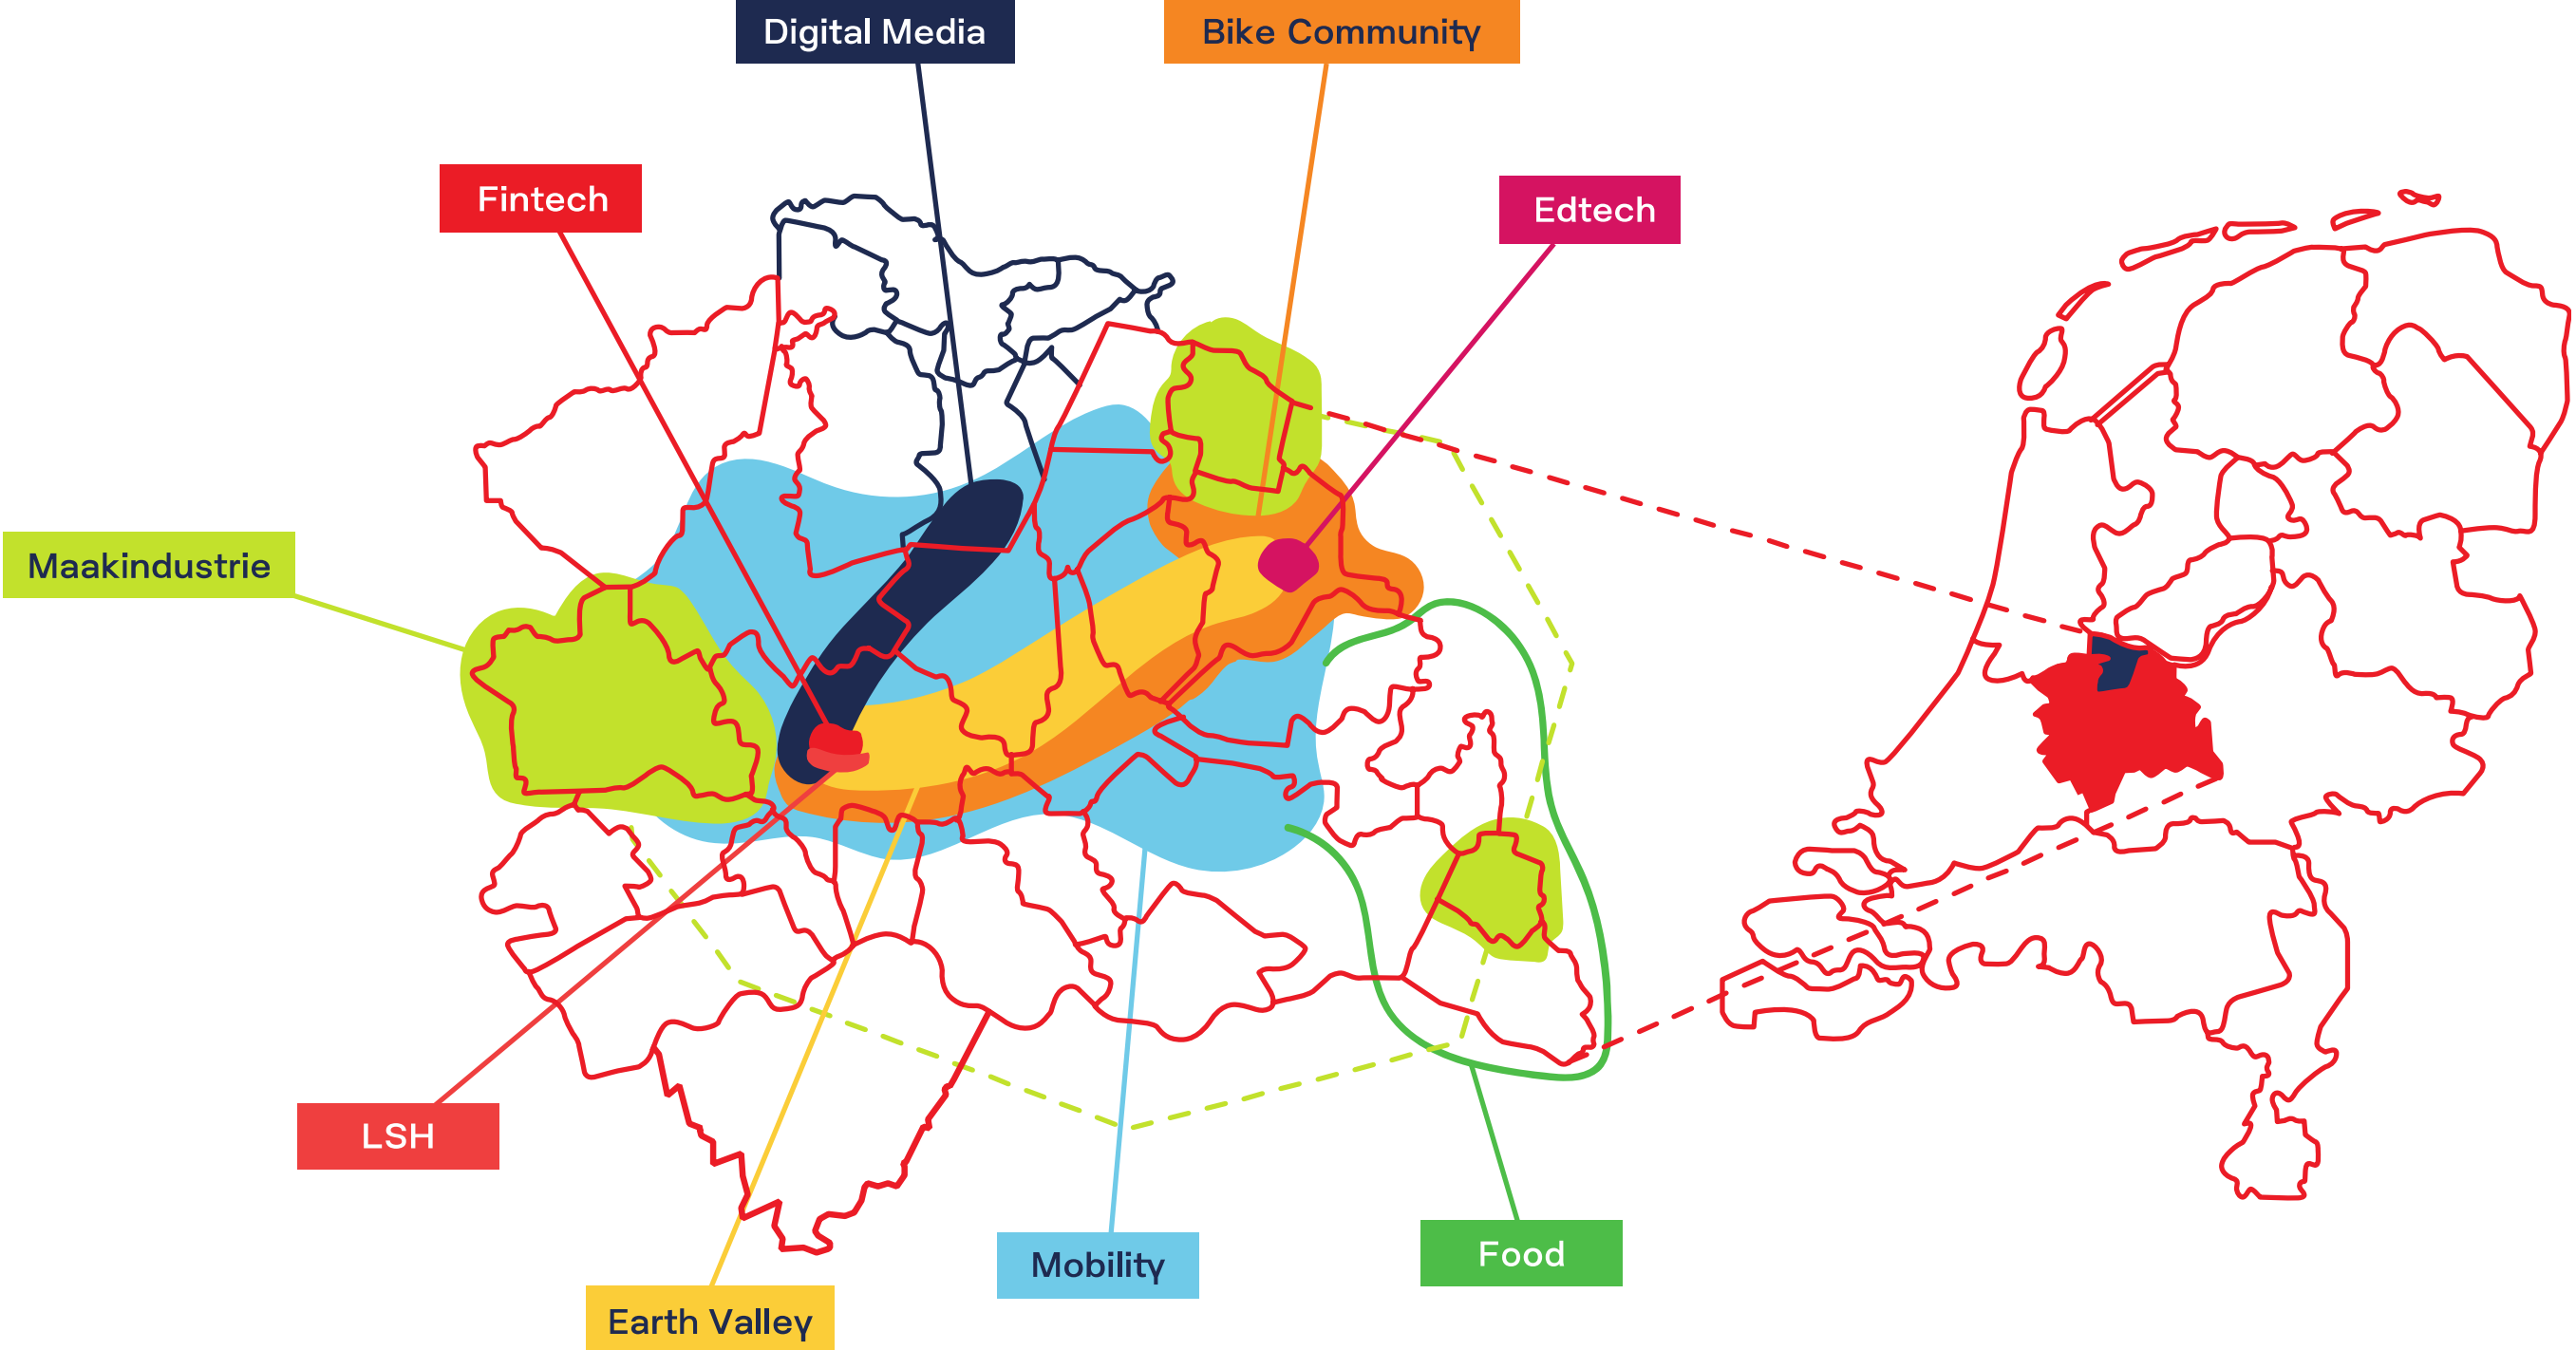 Digital Media
Bike Community
Fintech
Edtech
Maakindustrie
LSH
Mobility
Food
Earth Valley